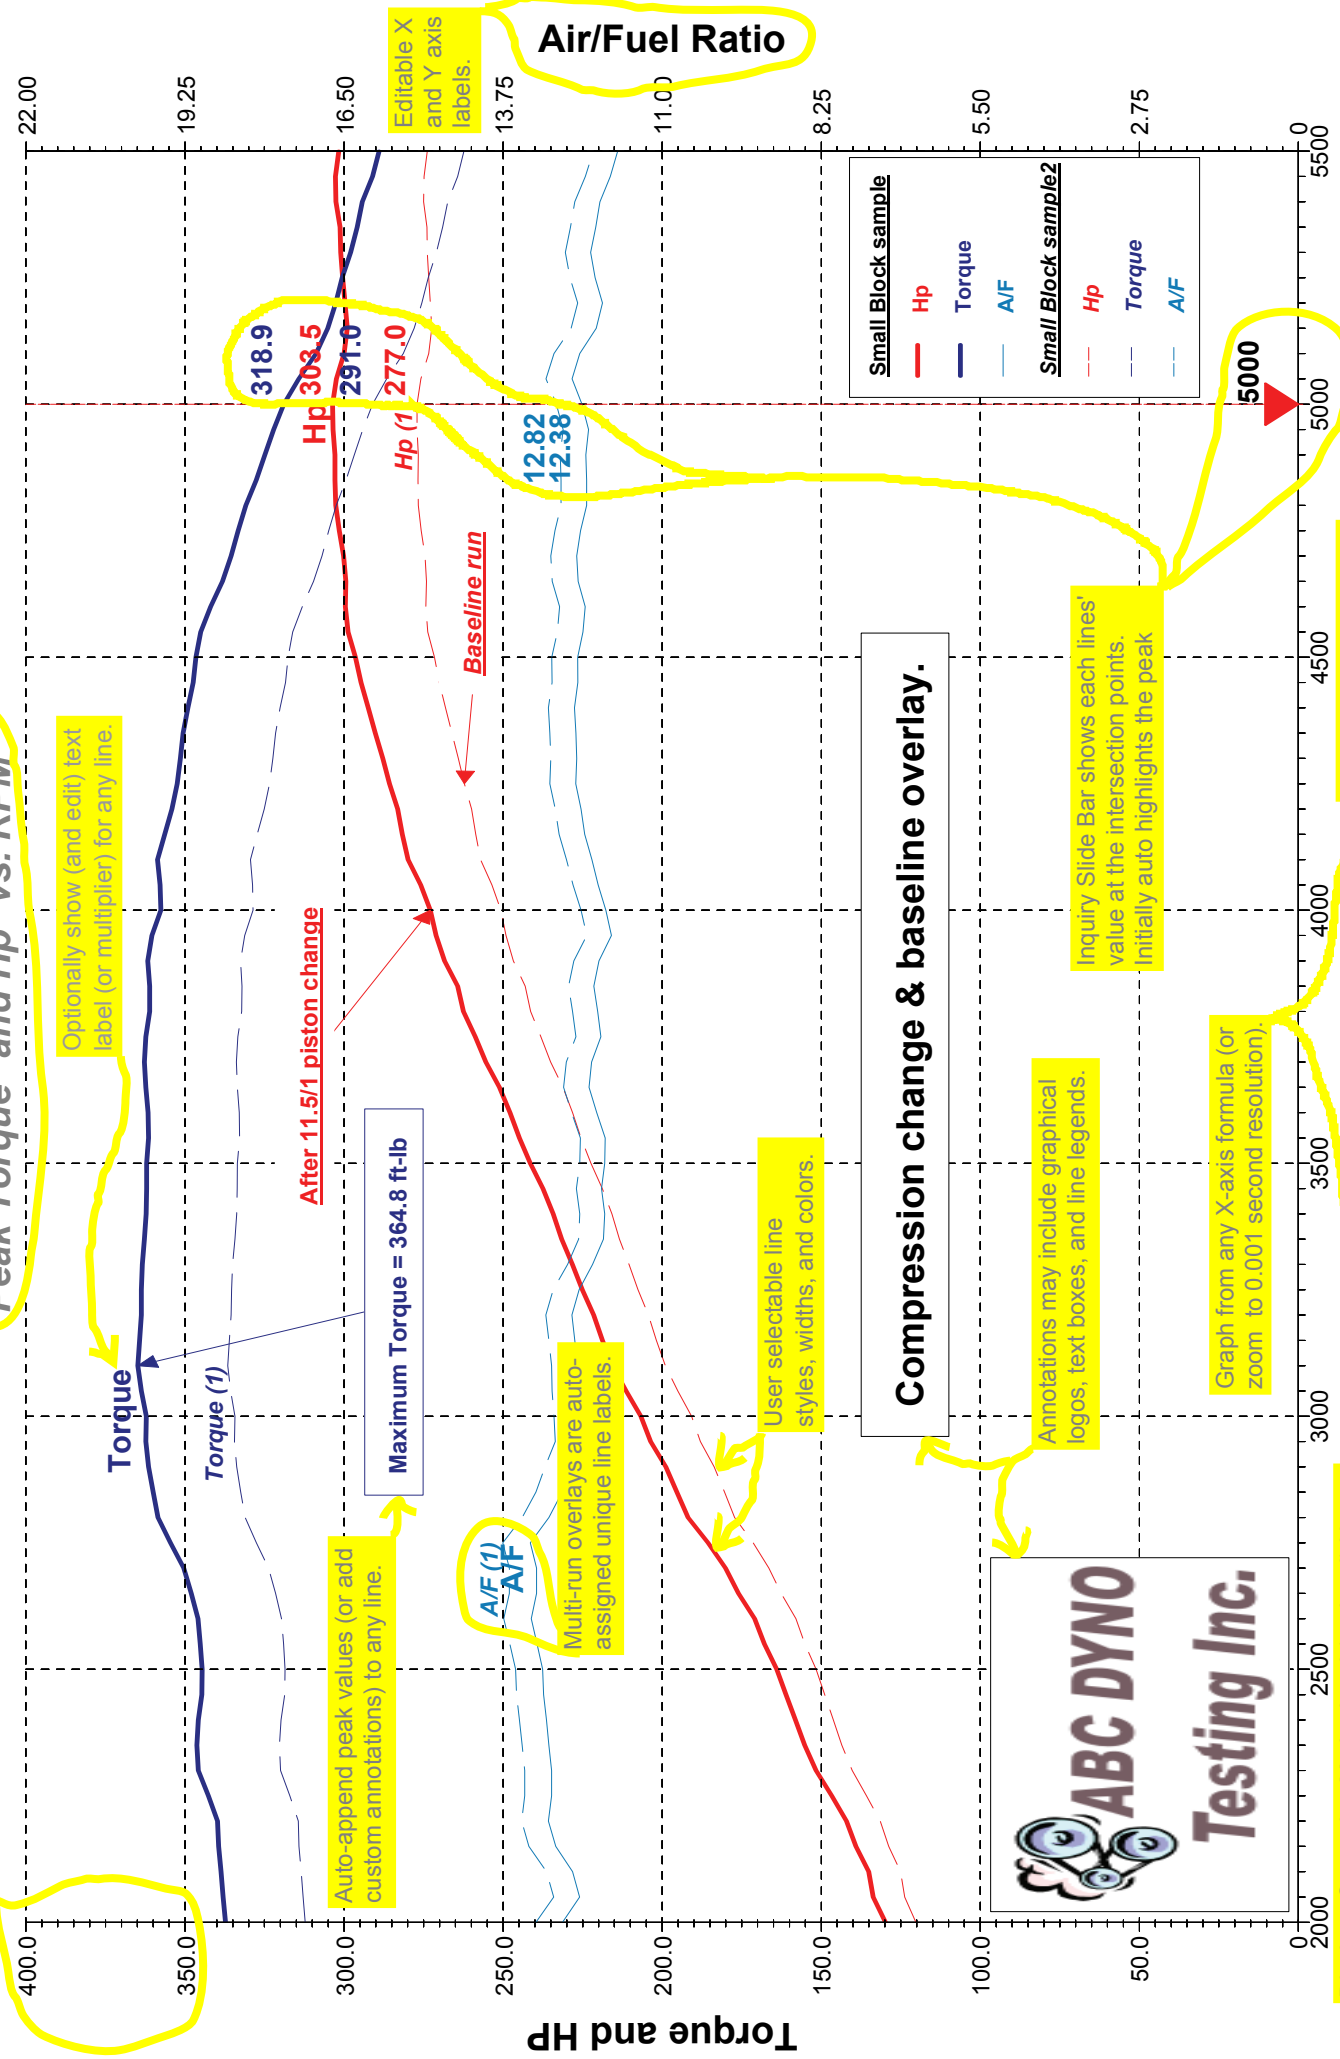 Peak Torque and Hp vs. RPM
Optionally show (and edit) text
label (or multiplier) for any line.
400.0
350.0
300.0
250.0
200.0
150.0
100.0
50.0
0
Torque and HP
22.00
19.25
16.50
13.75
11.00
8.25
5.50
2.75
0
Air/Fuel Ratio
Editable X
and Y axis
labels.
Torque
Torque (1)
Maximum Torque = 364.8 ft-lb
Auto-append peak values (or add
custom annotations) to any line.
After 11.5/1 piston change
Baseline run
318.9
Hp 303.5
291.0
277.0
Hp (1
12.82
12.38
A/F (1)
A/F
Multi-run overlays are auto-
assigned unique line labels.
User selectable line
styles, widths, and colors.
Compression change & baseline overlay.
Annotations may include graphical
logos, text boxes, and line legends.
Inquiry Slide Bar shows each lines'
value at the intersection points.
Initially auto highlights the peak
Graph from any X-axis formula (or
zoom to 0.001 second resolution).
Small Block sample
Hp
Torque
A/F
Small Block sample2
Hp
Torque
A/F
5000
ABC DYNO
Testing Inc.
2000
2500
3000
3500
4000
4500
5000
5500